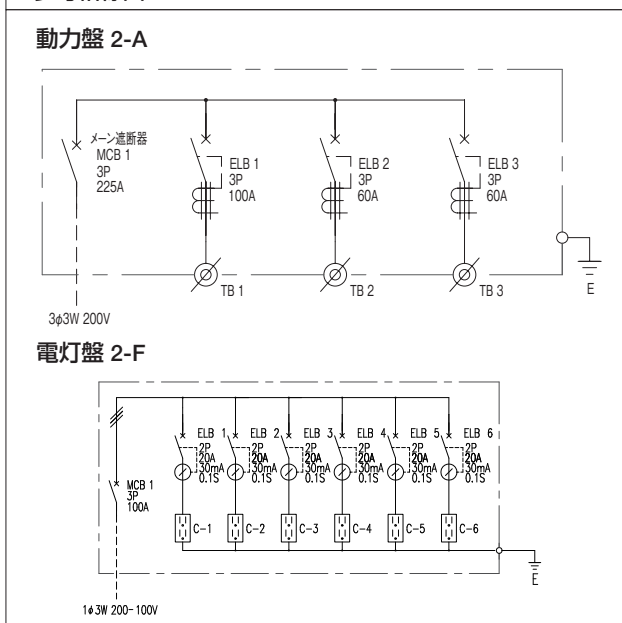 動力盤 2-A
メーン遮断器
MCB 1
3P
225A
ELB 1
3P
100A
ELB 2
3P
60A
ELB 3
3P
60A
TB 1
TB 2
TB 3
E
3φ3W 200V
電灯盤 2-F
MCB 1
3P
100A
ELB 1
2P
20A
30mA
0.1S
ELB 2
2P
20A
30mA
0.1S
ELB 3
2P
20A
30mA
0.1S
ELB 4
2P
20A
30mA
0.1S
ELB 5
2P
20A
30mA
0.1S
ELB 6
2P
20A
30mA
0.1S
C-1
C-2
C-3
C-4
C-5
C-6
E
1φ3W 200-100V